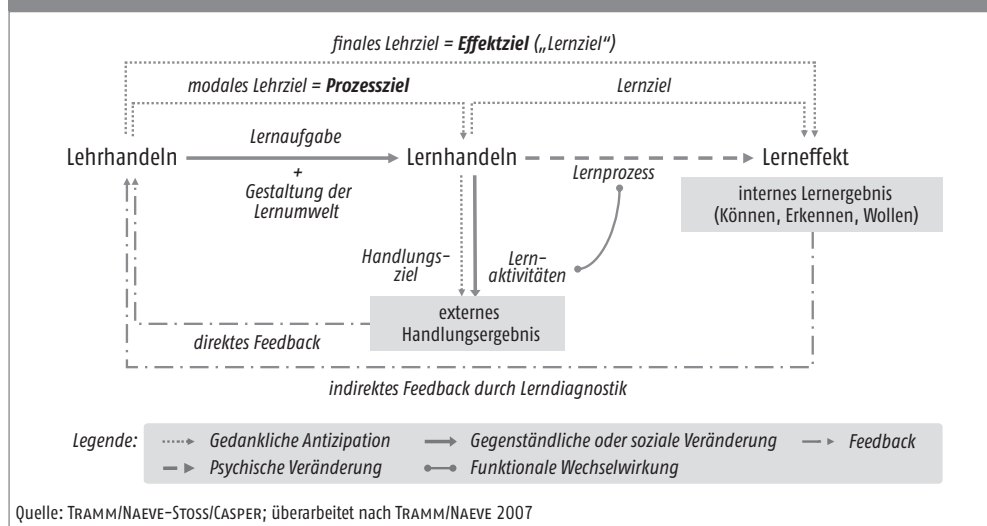 finales Lehrziel = Effektziel („Lernziel“)
modales Lehrziel = Prozessziel
Lernziel
Lehrhandeln
Lernaufgabe
+
Gestaltung der
Lernumwelt
Lernhandeln
Lernprozess
Lerneffekt
internes Lernergebnis
(Können, Erkennen, Wollen)
Handlungs-
ziel
Lern-
aktivitäten
externes
Handlungsergebnis
direktes Feedback
indirektes Feedback durch Lerndiagnostik
Legende:
Gedankliche Antizipation
Gegenständliche oder soziale Veränderung
Feedback
Psychische Veränderung
Funktionale Wechselwirkung
Quelle: TRAMM/NAEVE-STOSS/CASPER; überarbeitet nach TRAMM/NAEVE 2007